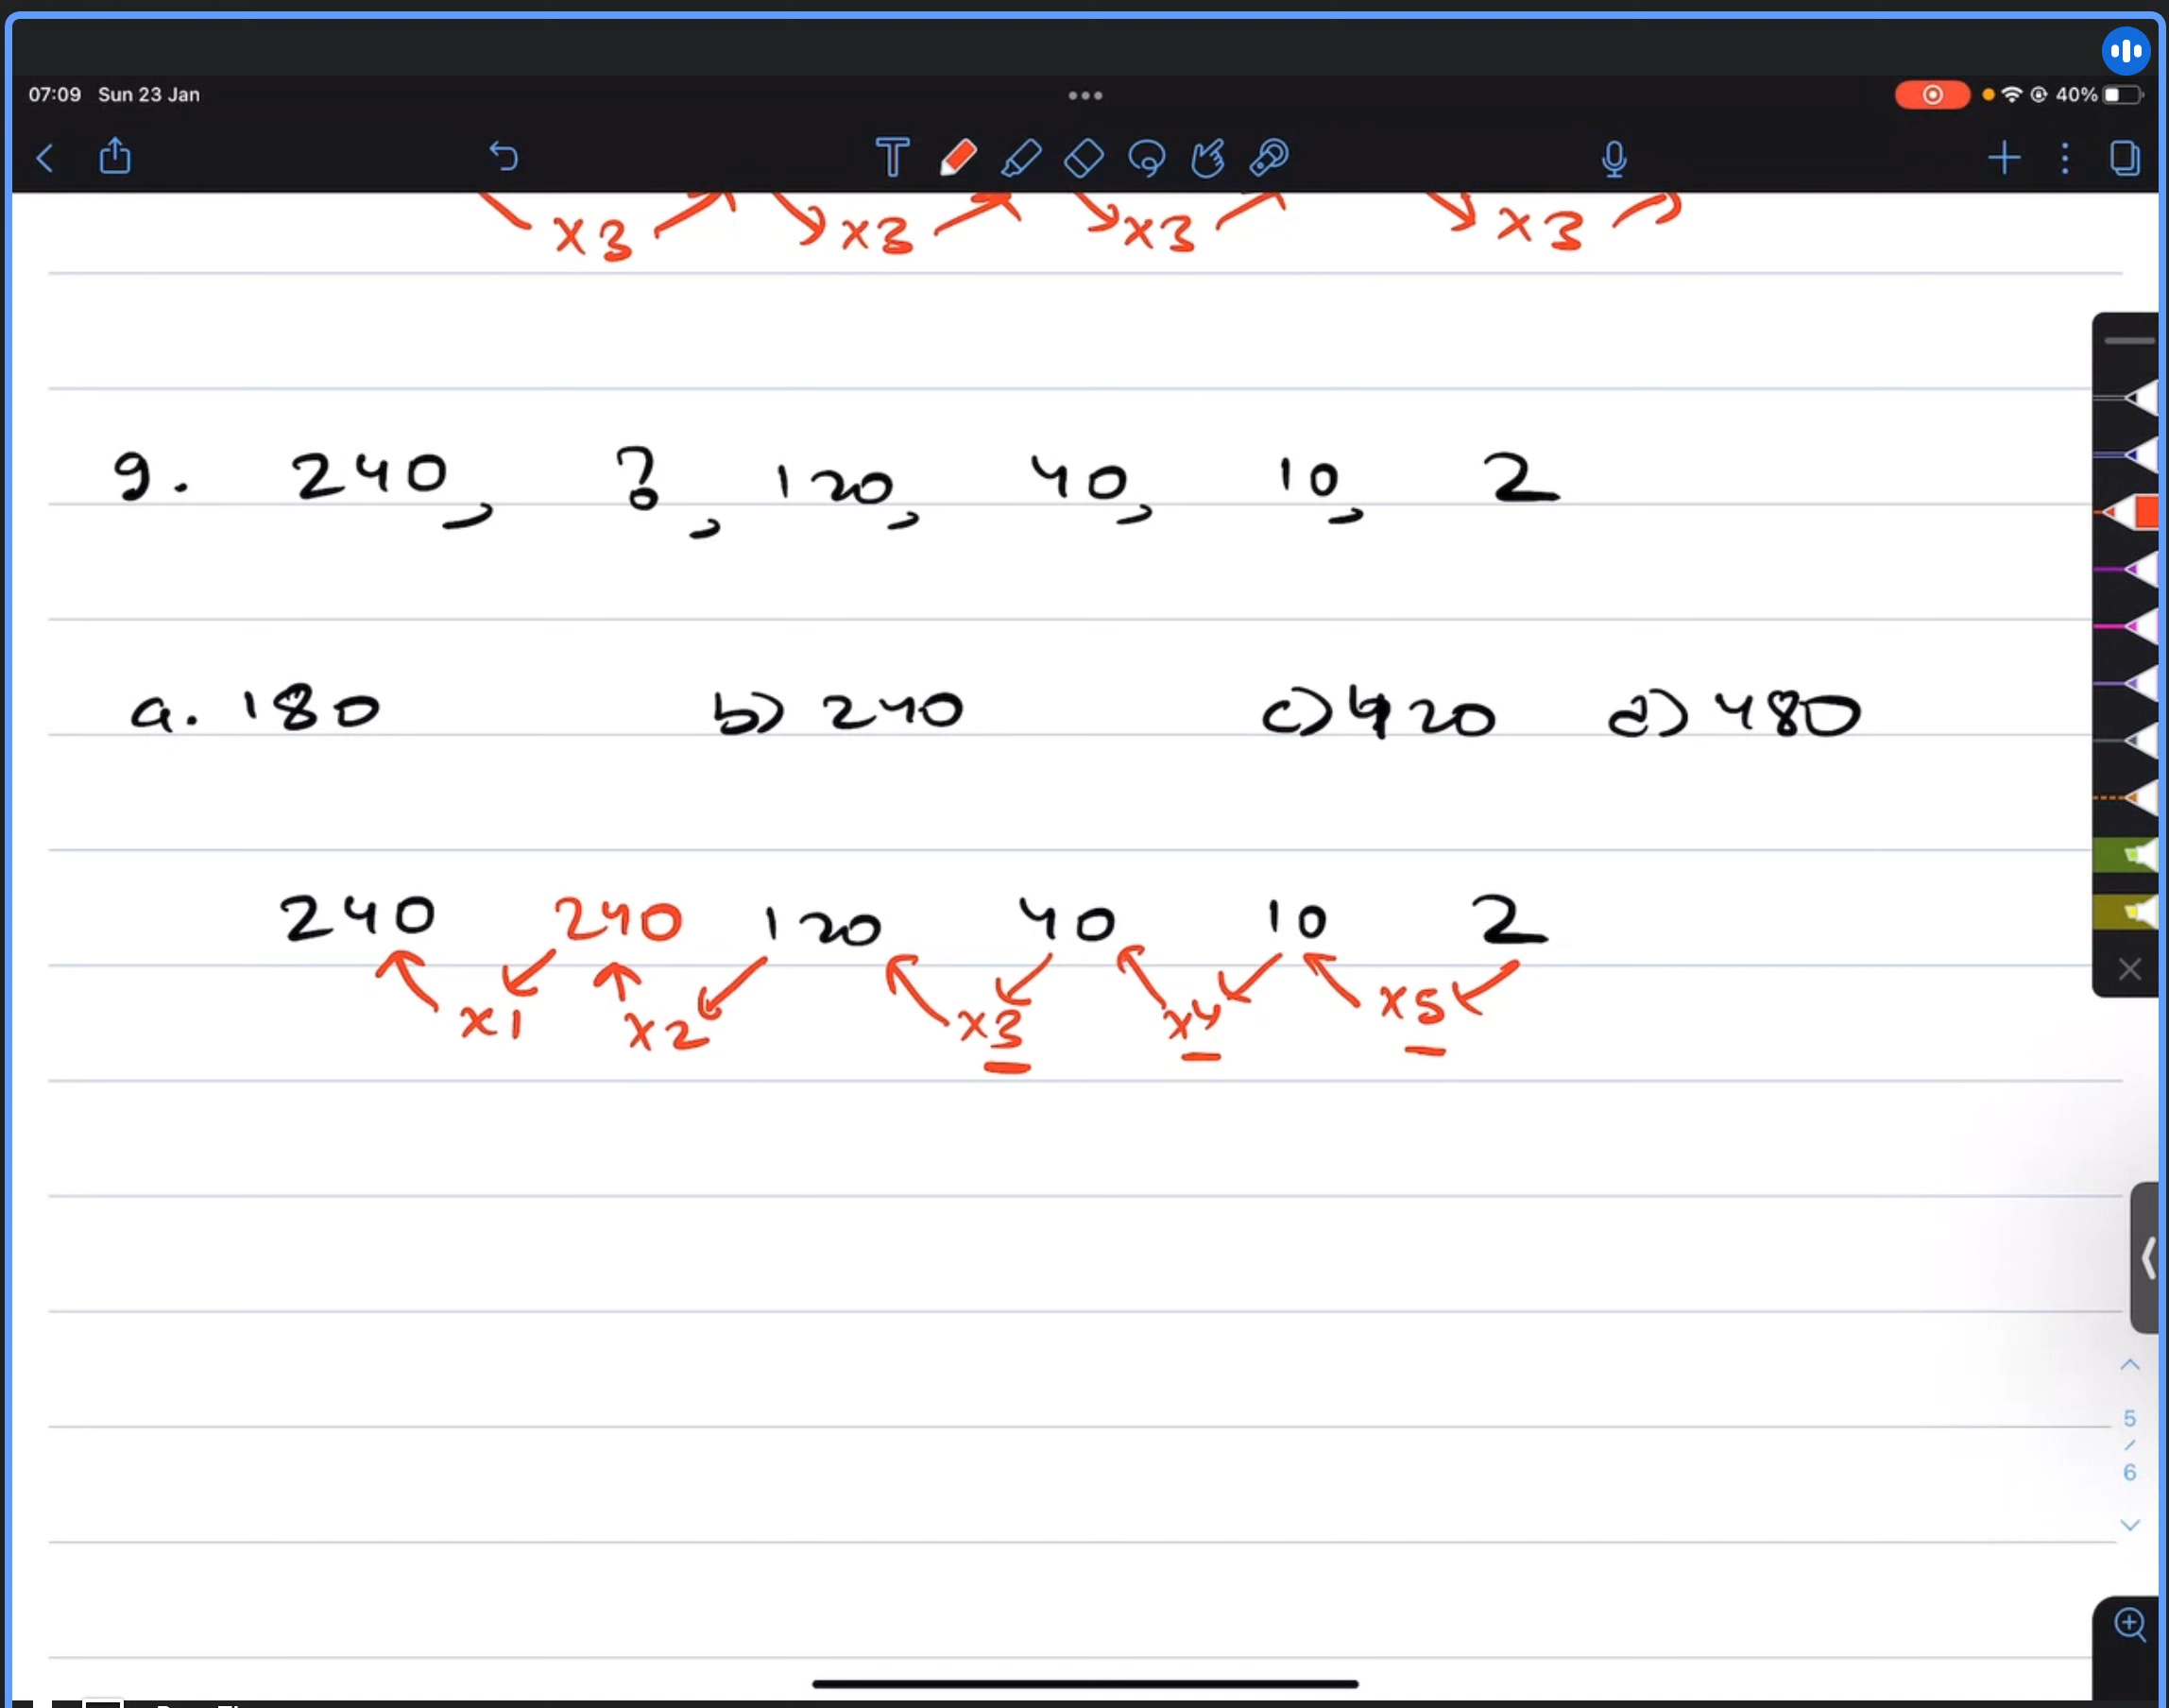 07:09 Sun 23 Jan 40%
x3 x3 x3 x3
9. 240, ?, 120, 40, 10, 2
a. 180 b) 240 c) 420 d) 480
240 240 120 40 10 2
x1 x2 x3 x4 x5
5
/
6